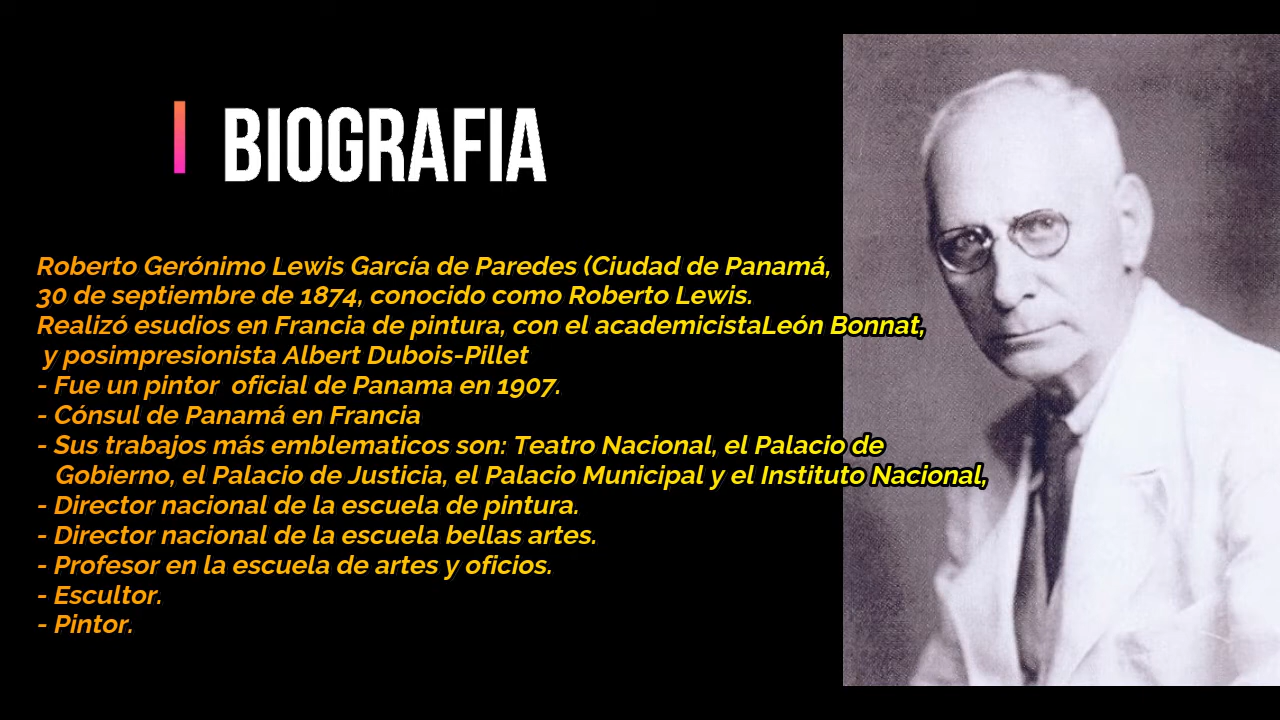 BIOGRAFIA
Roberto Gerónimo Lewis García de Paredes (Ciudad de Panamá,
30 de septiembre de 1874, conocido como Roberto Lewis.
Realizó esudios en Francia de pintura, con el academicistaLeón Bonnat,
y posimpresionista Albert Dubois-Pillet
- Fue un pintor oficial de Panama en 1907.
- Cónsul de Panamá en Francia
- Sus trabajos más emblematicos son: Teatro Nacional, el Palacio de
Gobierno, el Palacio de Justicia, el Palacio Municipal y el Instituto Nacional,
- Director nacional de la escuela de pintura.
- Director nacional de la escuela bellas artes.
- Profesor en la escuela de artes y oficios.
- Escultor.
- Pintor.